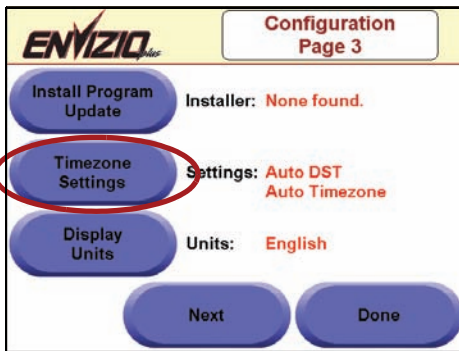 ENVIZIO plus
Configuration
Page 3
Install Program
Update
Installer: None found.
Timezone
Settings
Settings: Auto DST
Auto Timezone
Display
Units
Units: English
Next
Done